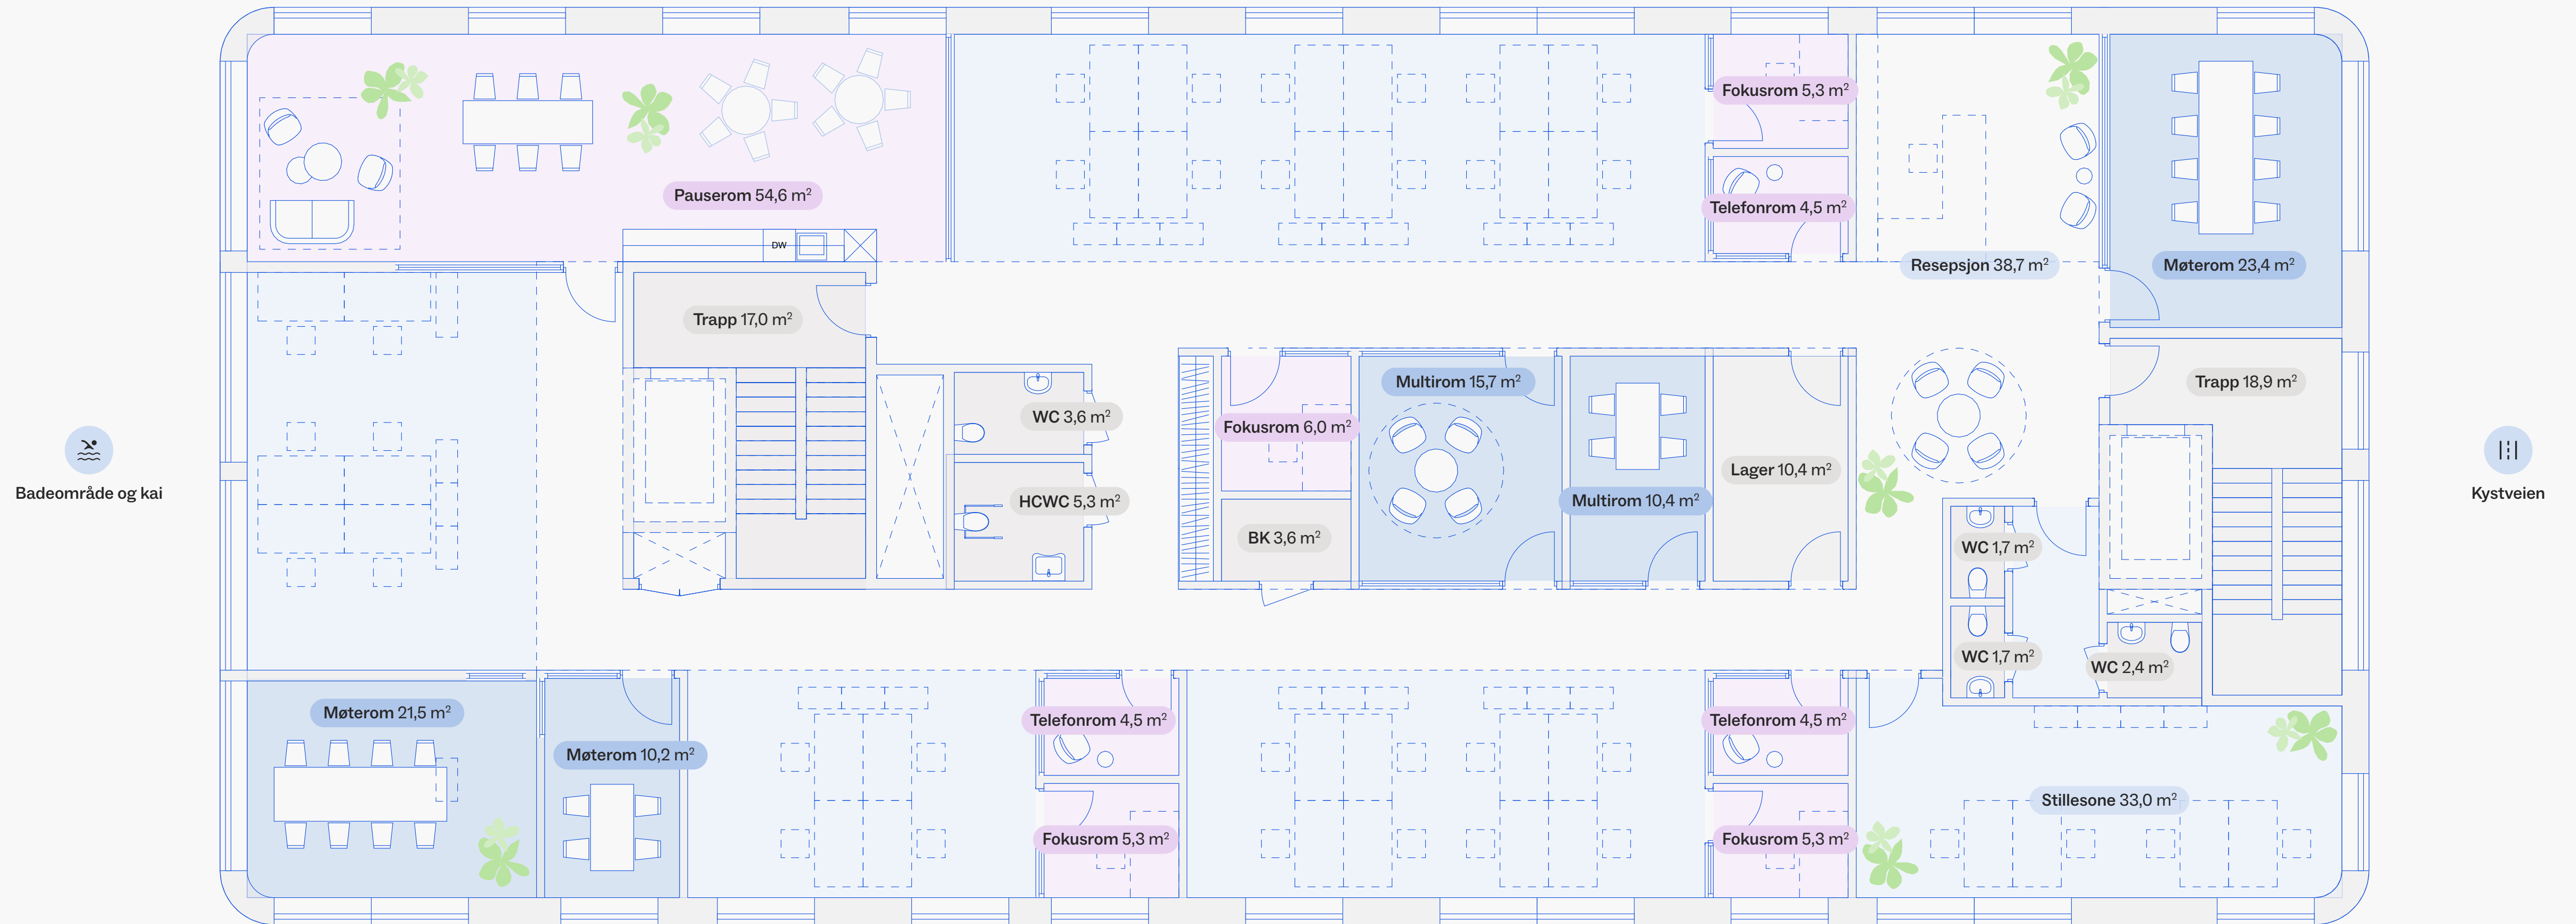 Fokusrom 5,3 m²
Pauserom 54,6 m²
Telefonrom 4,5 m²
DW
Resepsjon 38,7 m²
Møterom 23,4 m²
Trapp 17,0 m²
Multirom 15,7 m²
Trapp 18,9 m²
WC 3,6 m²
Fokusrom 6,0 m²
Lager 10,4 m²
Badeområde og kai
Kystveien
HCWC 5,3 m²
Multirom 10,4 m²
BK 3,6 m²
WC 1,7 m²
WC 1,7 m²
WC 2,4 m²
Møterom 21,5 m²
Telefonrom 4,5 m²
Telefonrom 4,5 m²
Møterom 10,2 m²
Stillesone 33,0 m²
Fokusrom 5,3 m²
Fokusrom 5,3 m²